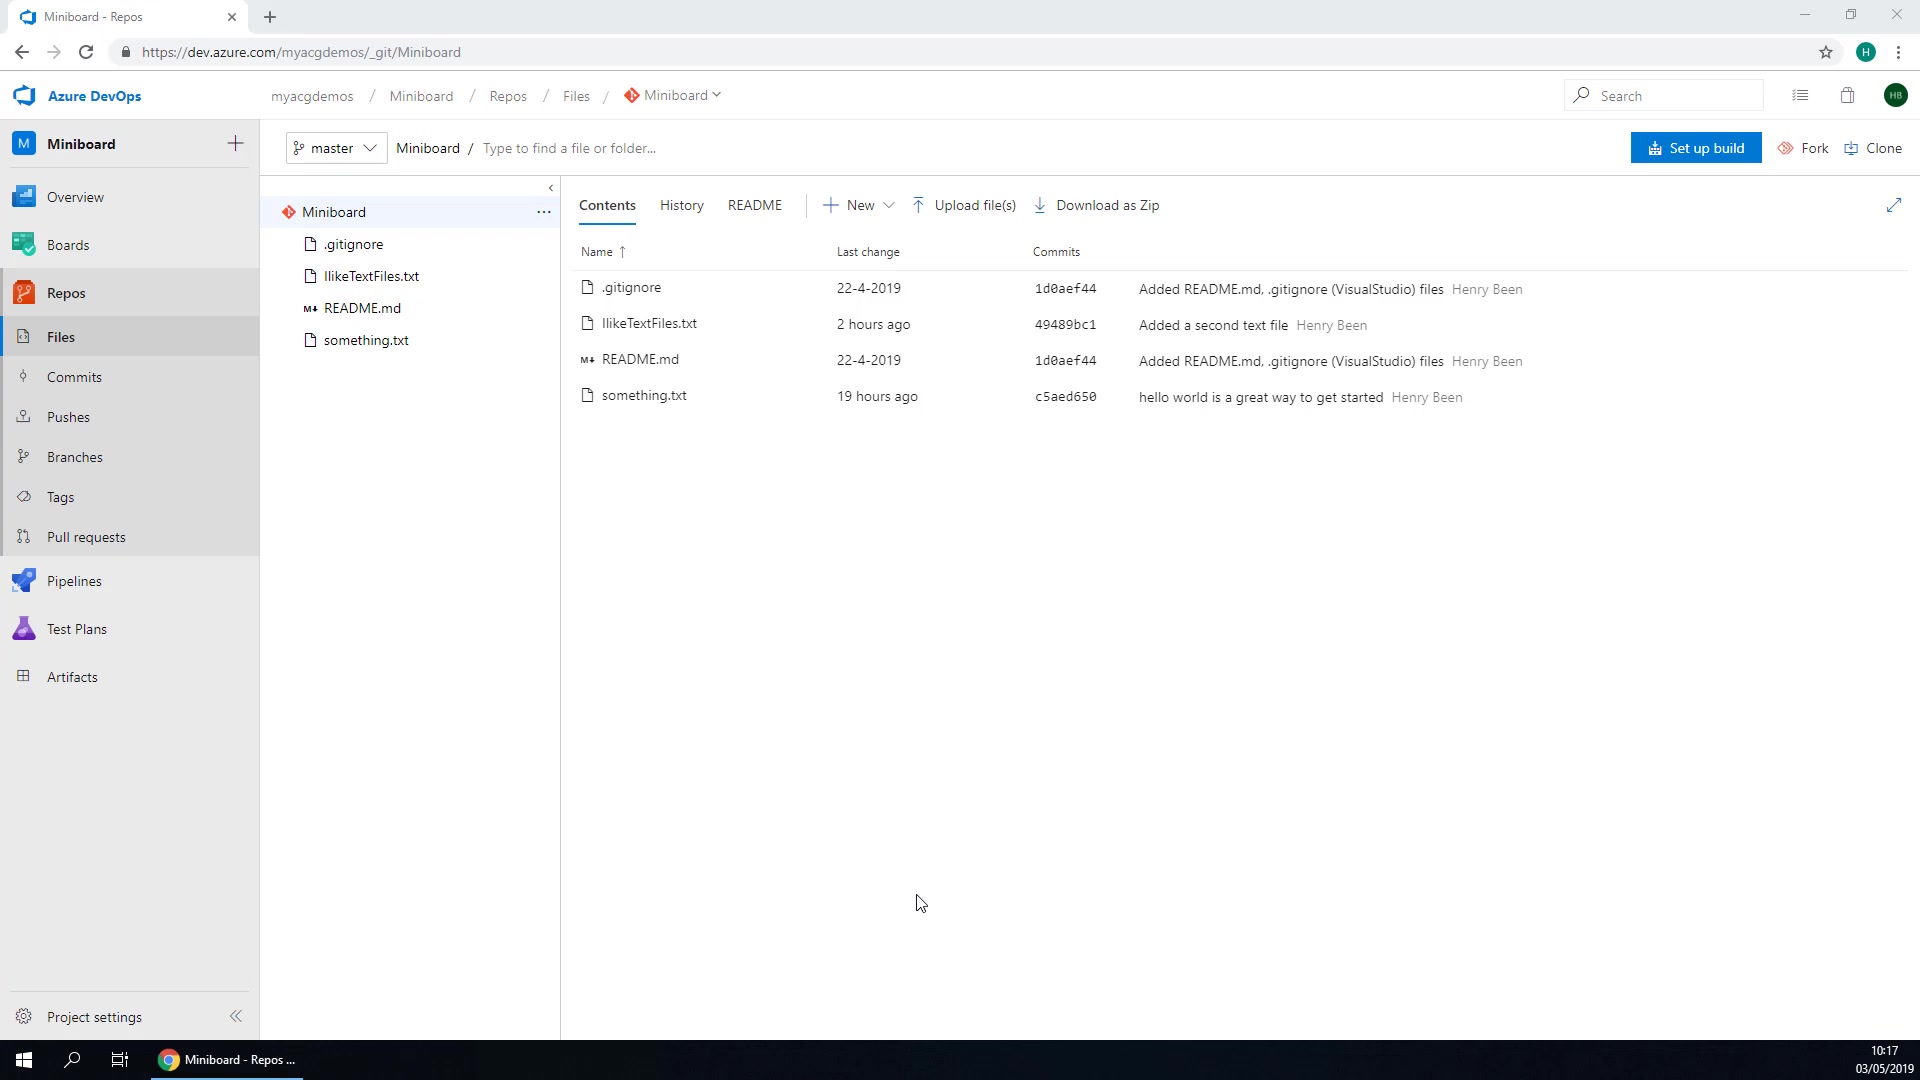 Miniboard - Repos
https://dev.azure.com/myacgdemos/_git/Miniboard
H
Azure DevOps
myacgdemos / Miniboard / Repos / Files / Miniboard
Search
HB
M Miniboard
master Miniboard / Type to find a file or folder...
Set up build Fork Clone
Overview
Boards
Repos
Files
Commits
Pushes
Branches
Tags
Pull requests
Pipelines
Test Plans
Artifacts
Project settings
Miniboard ...
.gitignore
IlikeTextFiles.txt
M↓ README.md
something.txt
Contents History README New Upload file(s) Download as Zip
Name ↑ Last change Commits
.gitignore 22-4-2019 1d0aef44 Added README.md, .gitignore (VisualStudio) files Henry Been
IlikeTextFiles.txt 2 hours ago 49489bc1 Added a second text file Henry Been
M↓ README.md 22-4-2019 1d0aef44 Added README.md, .gitignore (VisualStudio) files Henry Been
something.txt 19 hours ago c5aed650 hello world is a great way to get started Henry Been
Miniboard - Repos ...
10:17
03/05/2019